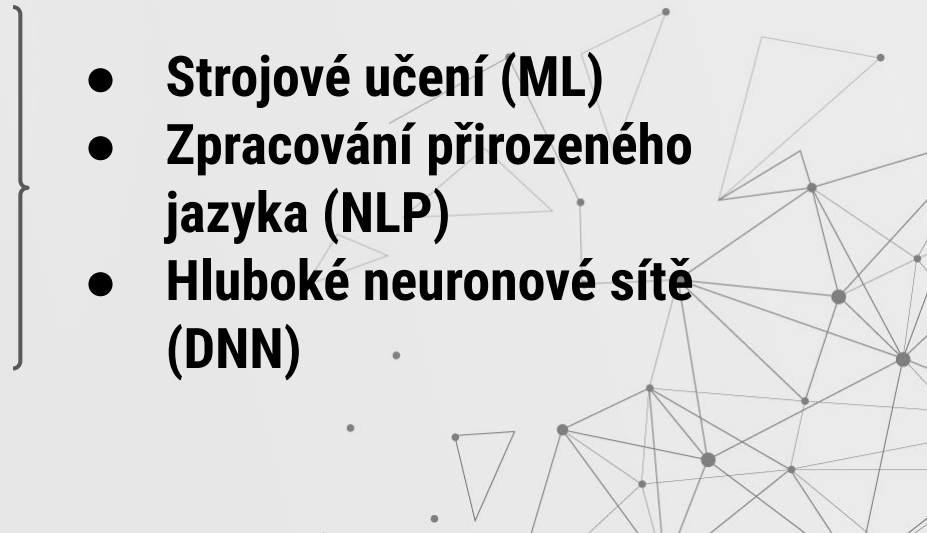 ● Strojové učení (ML)
● Zpracování přirozeného
jazyka (NLP)
● Hluboké neuronové sítě
(DNN)